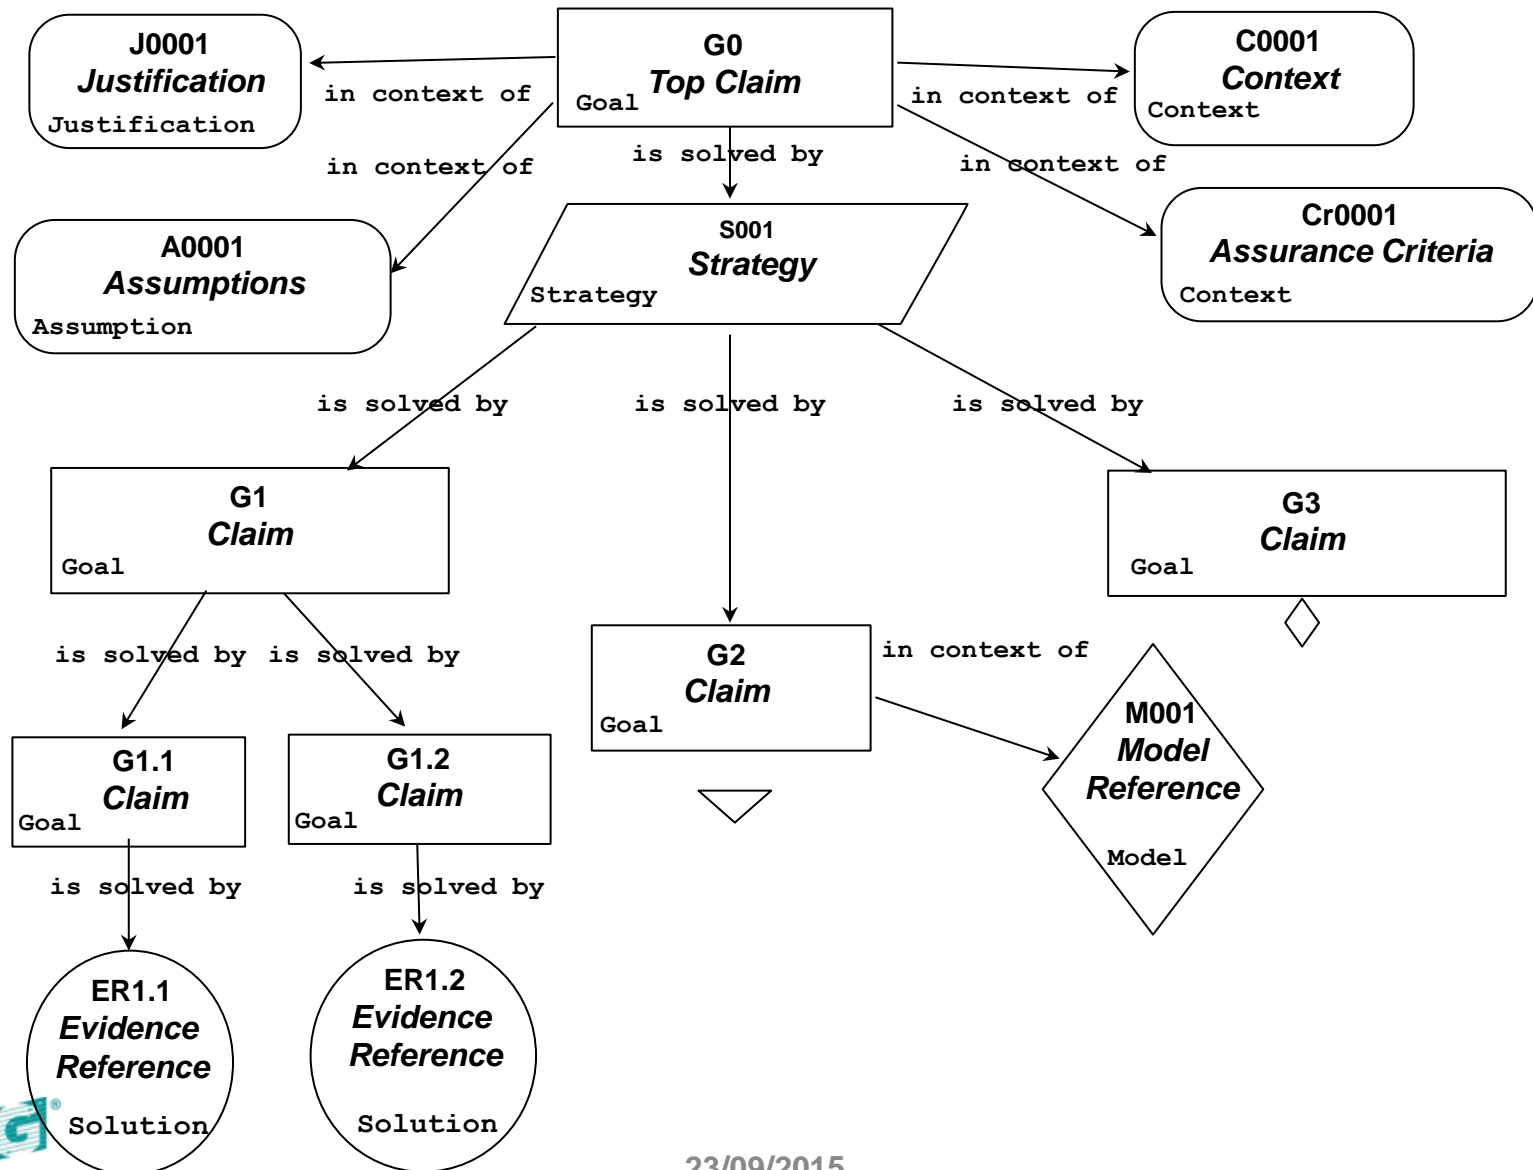 J0001
Justification
Justification
in context of
G0
Top Claim
Goal
in context of
C0001
Context
Context
in context of
is solved by
in context of
A0001
Assumptions
Assumption
S001
Strategy
Strategy
Cr0001
Assurance Criteria
Context
is solved by
is solved by
is solved by
G1
Claim
Goal
G3
Claim
Goal
is solved by
is solved by
G2
Claim
Goal
in context of
M001
Model
Reference
Model
G1.1
Claim
Goal
G1.2
Claim
Goal
is solved by
is solved by
ER1.1
Evidence
Reference
Solution
ER1.2
Evidence
Reference
Solution
G®
23/09/2015